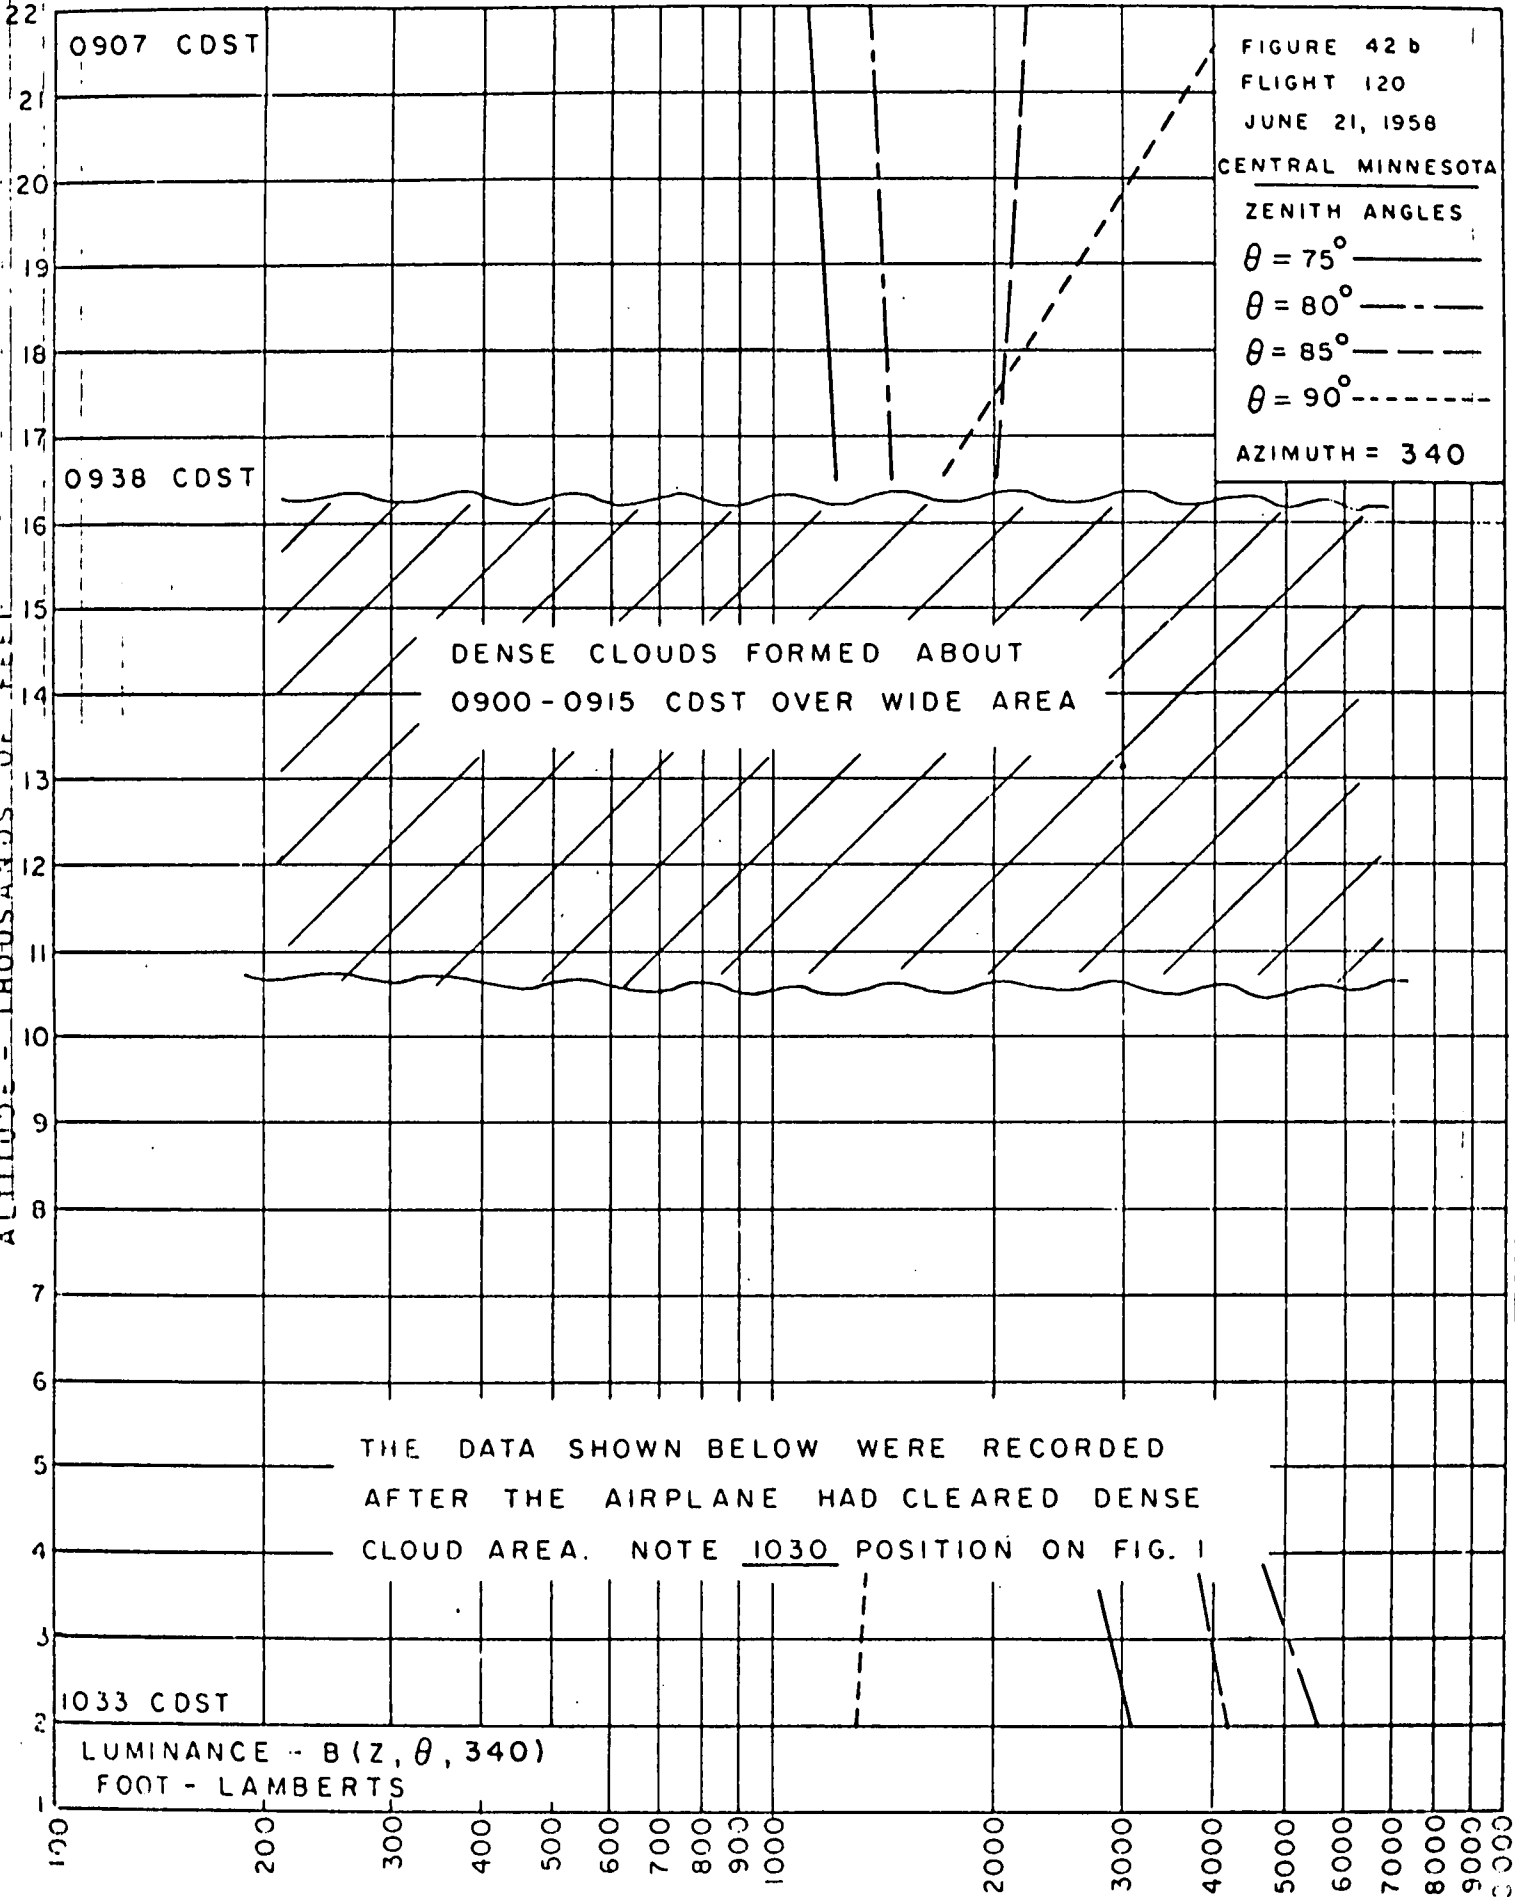 22
0907 CDST
21
20
19
18
17
0938 CDST
16
15
14
13
12
11
10
9
8
7
6
5
4
3
1033 CDST
2
1
ALTITUDE - THOUSANDS OF FEET
FIGURE 42 b
FLIGHT 120
JUNE 21, 1958
CENTRAL MINNESOTA
ZENITH ANGLES
θ = 75°
θ = 80°
θ = 85°
θ = 90°
AZIMUTH = 340
DENSE CLOUDS FORMED ABOUT
0900-0915 CDST OVER WIDE AREA
THE DATA SHOWN BELOW WERE RECORDED
AFTER THE AIRPLANE HAD CLEARED DENSE
CLOUD AREA. NOTE 1030 POSITION ON FIG. 1
LUMINANCE - B(Z, θ, 340)
FOOT - LAMBERTS
100 200 300 400 500 600 700 800 900 1000 2000 3000 4000 5000 6000 7000 8000 9000